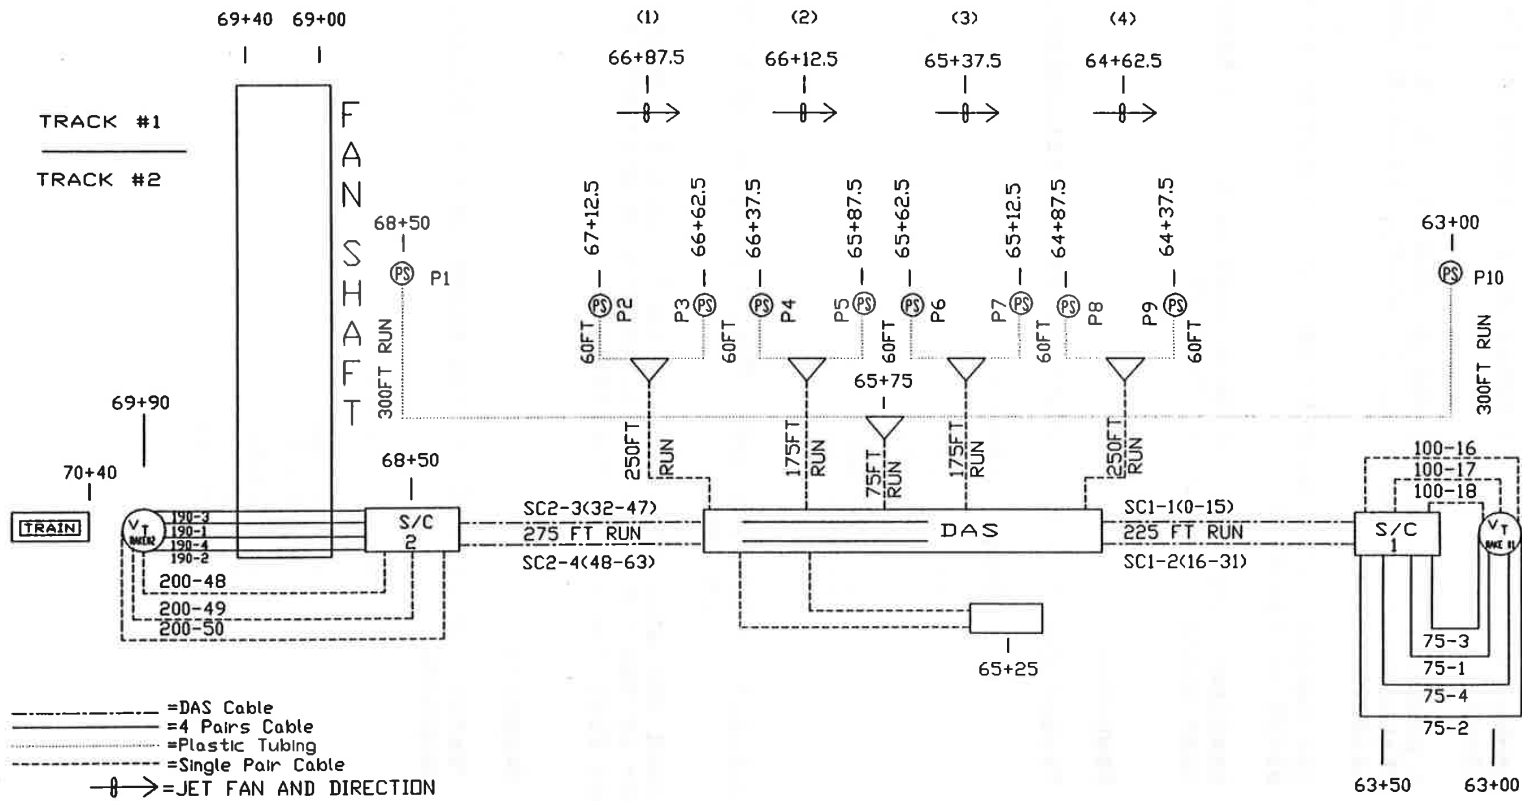 69+40 69+00 (1) (2) (3) (4)
66+87.5 66+12.5 65+37.5 64+62.5
TRACK #1
TRACK #2
FAN SHAFT
67+12.5 66+62.5 66+37.5 65+87.5 65+62.5 65+12.5 64+87.5 64+37.5
68+50 63+00
PS P1 PS P10
PS P2 P3 PS PS P4 P5 PS PS P6 P7 PS PS P8 P9 PS
60FT 60FT 60FT 60FT 60FT 60FT
300FT RUN 300FT RUN
65+75
69+90
250FT RUN 175FT RUN 75FT RUN 175FT RUN 250FT RUN
100-16
100-17
100-18
70+40 68+50
TRAIN
VT
190-3
190-1
190-4
190-2
S/C 2
SC2-3(32-47)
275 FT RUN
SC2-4(48-63)
DAS
SC1-1(0-15)
225 FT RUN
SC1-2(16-31)
S/C 1
VT
RAKE #1
200-48
200-49
200-50
65+25
75-3
75-1
75-4
75-2
63+50 63+00
=DAS Cable
=4 Pairs Cable
=Plastic Tubing
=Single Pair Cable
=JET FAN AND DIRECTION